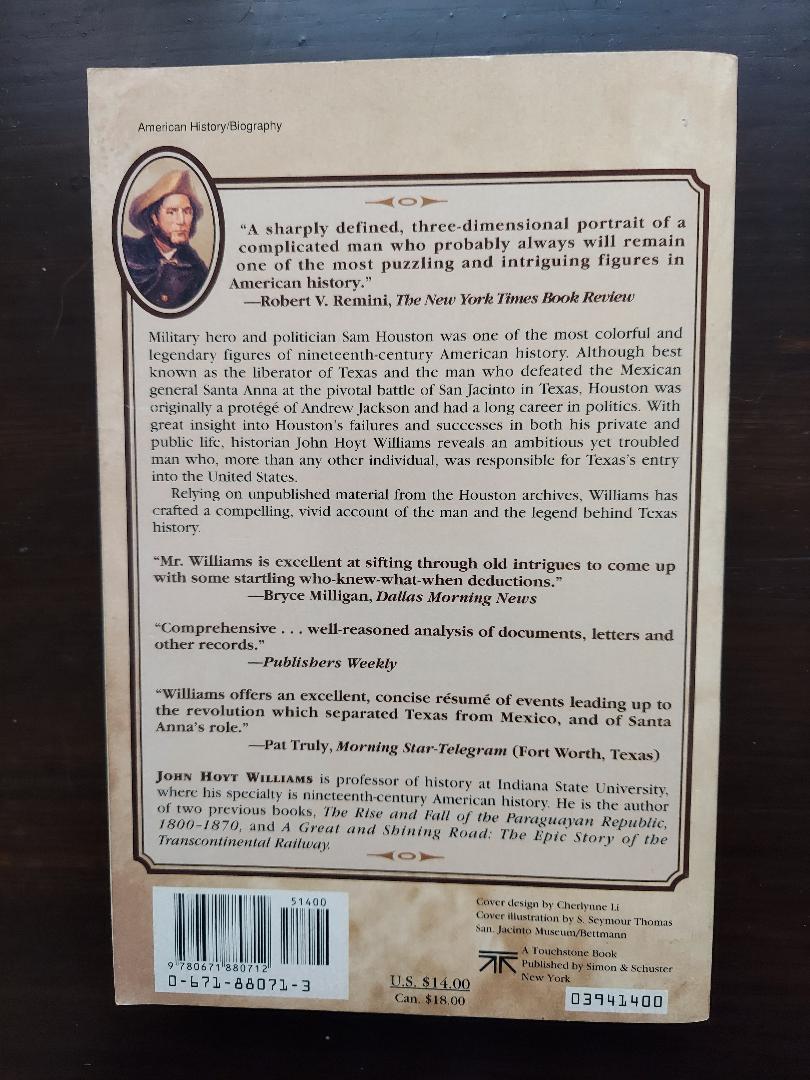 American History/Biography
“A sharply defined, three-dimensional portrait of a
complicated man who probably always will remain
one of the most puzzling and intriguing figures in
American history.”
—Robert V. Remini, The New York Times Book Review
Military hero and politician Sam Houston was one of the most colorful and
legendary figures of nineteenth-century American history. Although best
known as the liberator of Texas and the man who defeated the Mexican
general Santa Anna at the pivotal battle of San Jacinto in Texas, Houston was
originally a protégé of Andrew Jackson and had a long career in politics. With
great insight into Houston's failures and successes in both his private and
public life, historian John Hoyt Williams reveals an ambitious yet troubled
man who, more than any other individual, was responsible for Texas's entry
into the United States.
Relying on unpublished material from the Houston archives, Williams has
crafted a compelling, vivid account of the man and the legend behind Texas
history.
“Mr. Williams is excellent at sifting through old intrigues to come up
with some startling who-knew-what-when deductions.”
—Bryce Milligan, Dallas Morning News
“Comprehensive . . . well-reasoned analysis of documents, letters and
other records.”
—Publishers Weekly
“Williams offers an excellent, concise résumé of events leading up to
the revolution which separated Texas from Mexico, and of Santa
Anna's role.”
—Pat Truly, Morning Star-Telegram (Fort Worth, Texas)
JOHN HOYT WILLIAMS is professor of history at Indiana State University,
where his specialty is nineteenth-century American history. He is the author
of two previous books, The Rise and Fall of the Paraguayan Republic,
1800-1870, and A Great and Shining Road: The Epic Story of the
Transcontinental Railway.
51400
9 780671 880712
0-671-88071-3
U.S. $14.00
Can. $18.00
Cover design by Cherlynne Li
Cover illustration by S. Seymour Thomas
San. Jacinto Museum/Bettmann
A Touchstone Book
Published by Simon & Schuster
New York
03941400